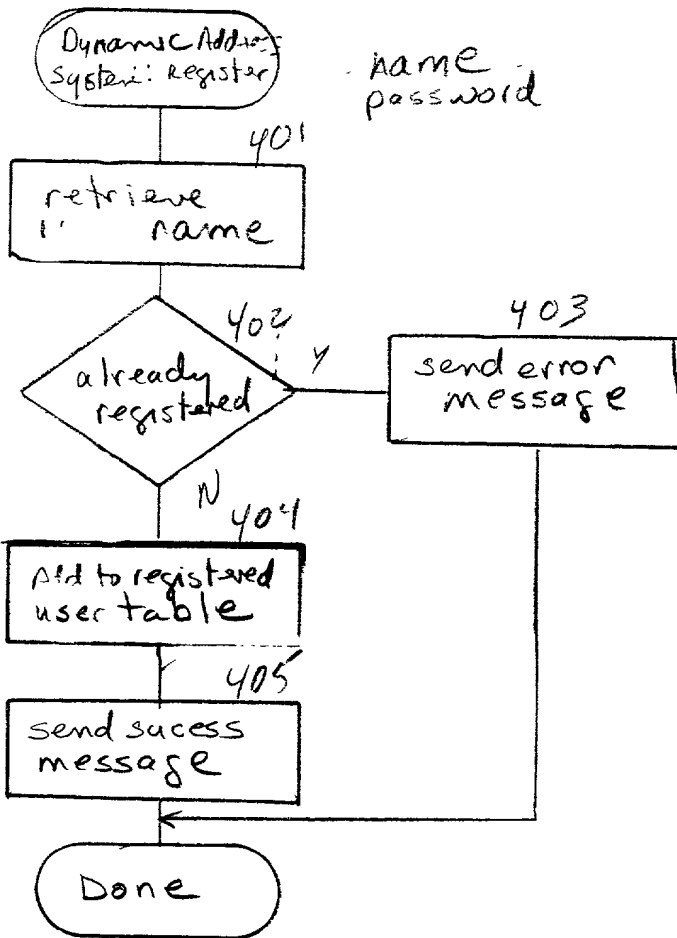 Dynamic Address
System: Register
name
password
401
retrieve
name
402
already
registered
Y
403
send error
message
N
404
Add to registered
user table
405
send sucess
message
Done